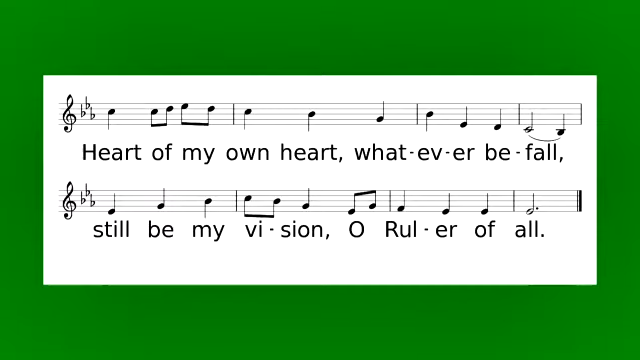 Heart of my own heart, what-ev-er be-fall,
still be my vi-sion, O Rul-er of all.